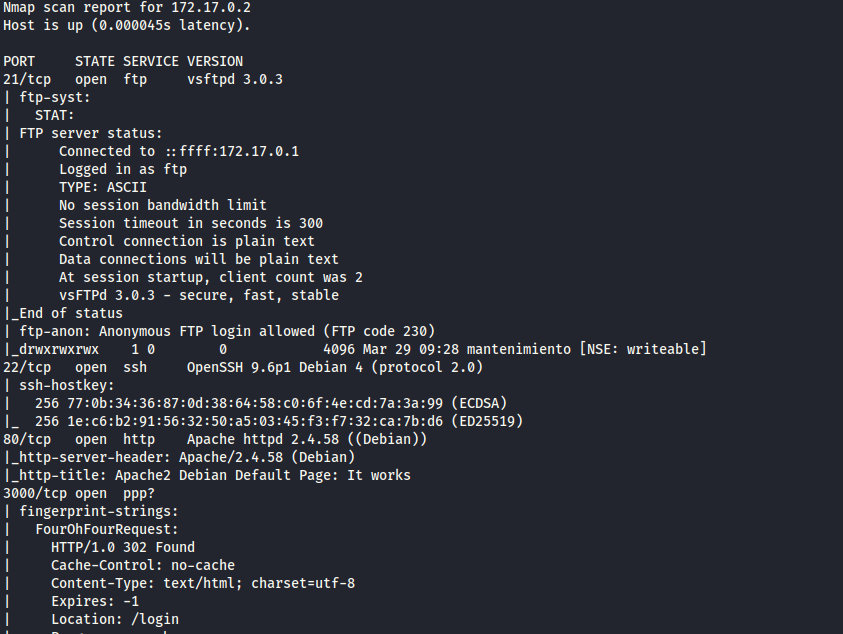 Nmap scan report for 172.17.0.2
Host is up (0.000045s latency).
PORT     STATE SERVICE VERSION
21/tcp   open  ftp     vsftpd 3.0.3
| ftp-syst:
|   STAT:
| FTP server status:
|      Connected to ::ffff:172.17.0.1
|      Logged in as ftp
|      TYPE: ASCII
|      No session bandwidth limit
|      Session timeout in seconds is 300
|      Control connection is plain text
|      Data connections will be plain text
|      At session startup, client count was 2
|      vsFTPd 3.0.3 - secure, fast, stable
|_End of status
| ftp-anon: Anonymous FTP login allowed (FTP code 230)
|_drwxrwxrwx    1 0        0            4096 Mar 29 09:28 mantenimiento [NSE: writeable]
22/tcp   open  ssh     OpenSSH 9.6p1 Debian 4 (protocol 2.0)
| ssh-hostkey:
|   256 77:0b:34:36:87:0d:38:64:58:c0:6f:4e:cd:7a:3a:99 (ECDSA)
|_  256 1e:c6:b2:91:56:32:50:a5:03:45:f3:f7:32:ca:7b:d6 (ED25519)
80/tcp   open  http    Apache httpd 2.4.58 ((Debian))
|_http-server-header: Apache/2.4.58 (Debian)
|_http-title: Apache2 Debian Default Page: It works
3000/tcp open  ppp?
| fingerprint-strings:
|   FourOhFourRequest:
|     HTTP/1.0 302 Found
|     Cache-Control: no-cache
|     Content-Type: text/html; charset=utf-8
|     Expires: -1
|     Location: /login